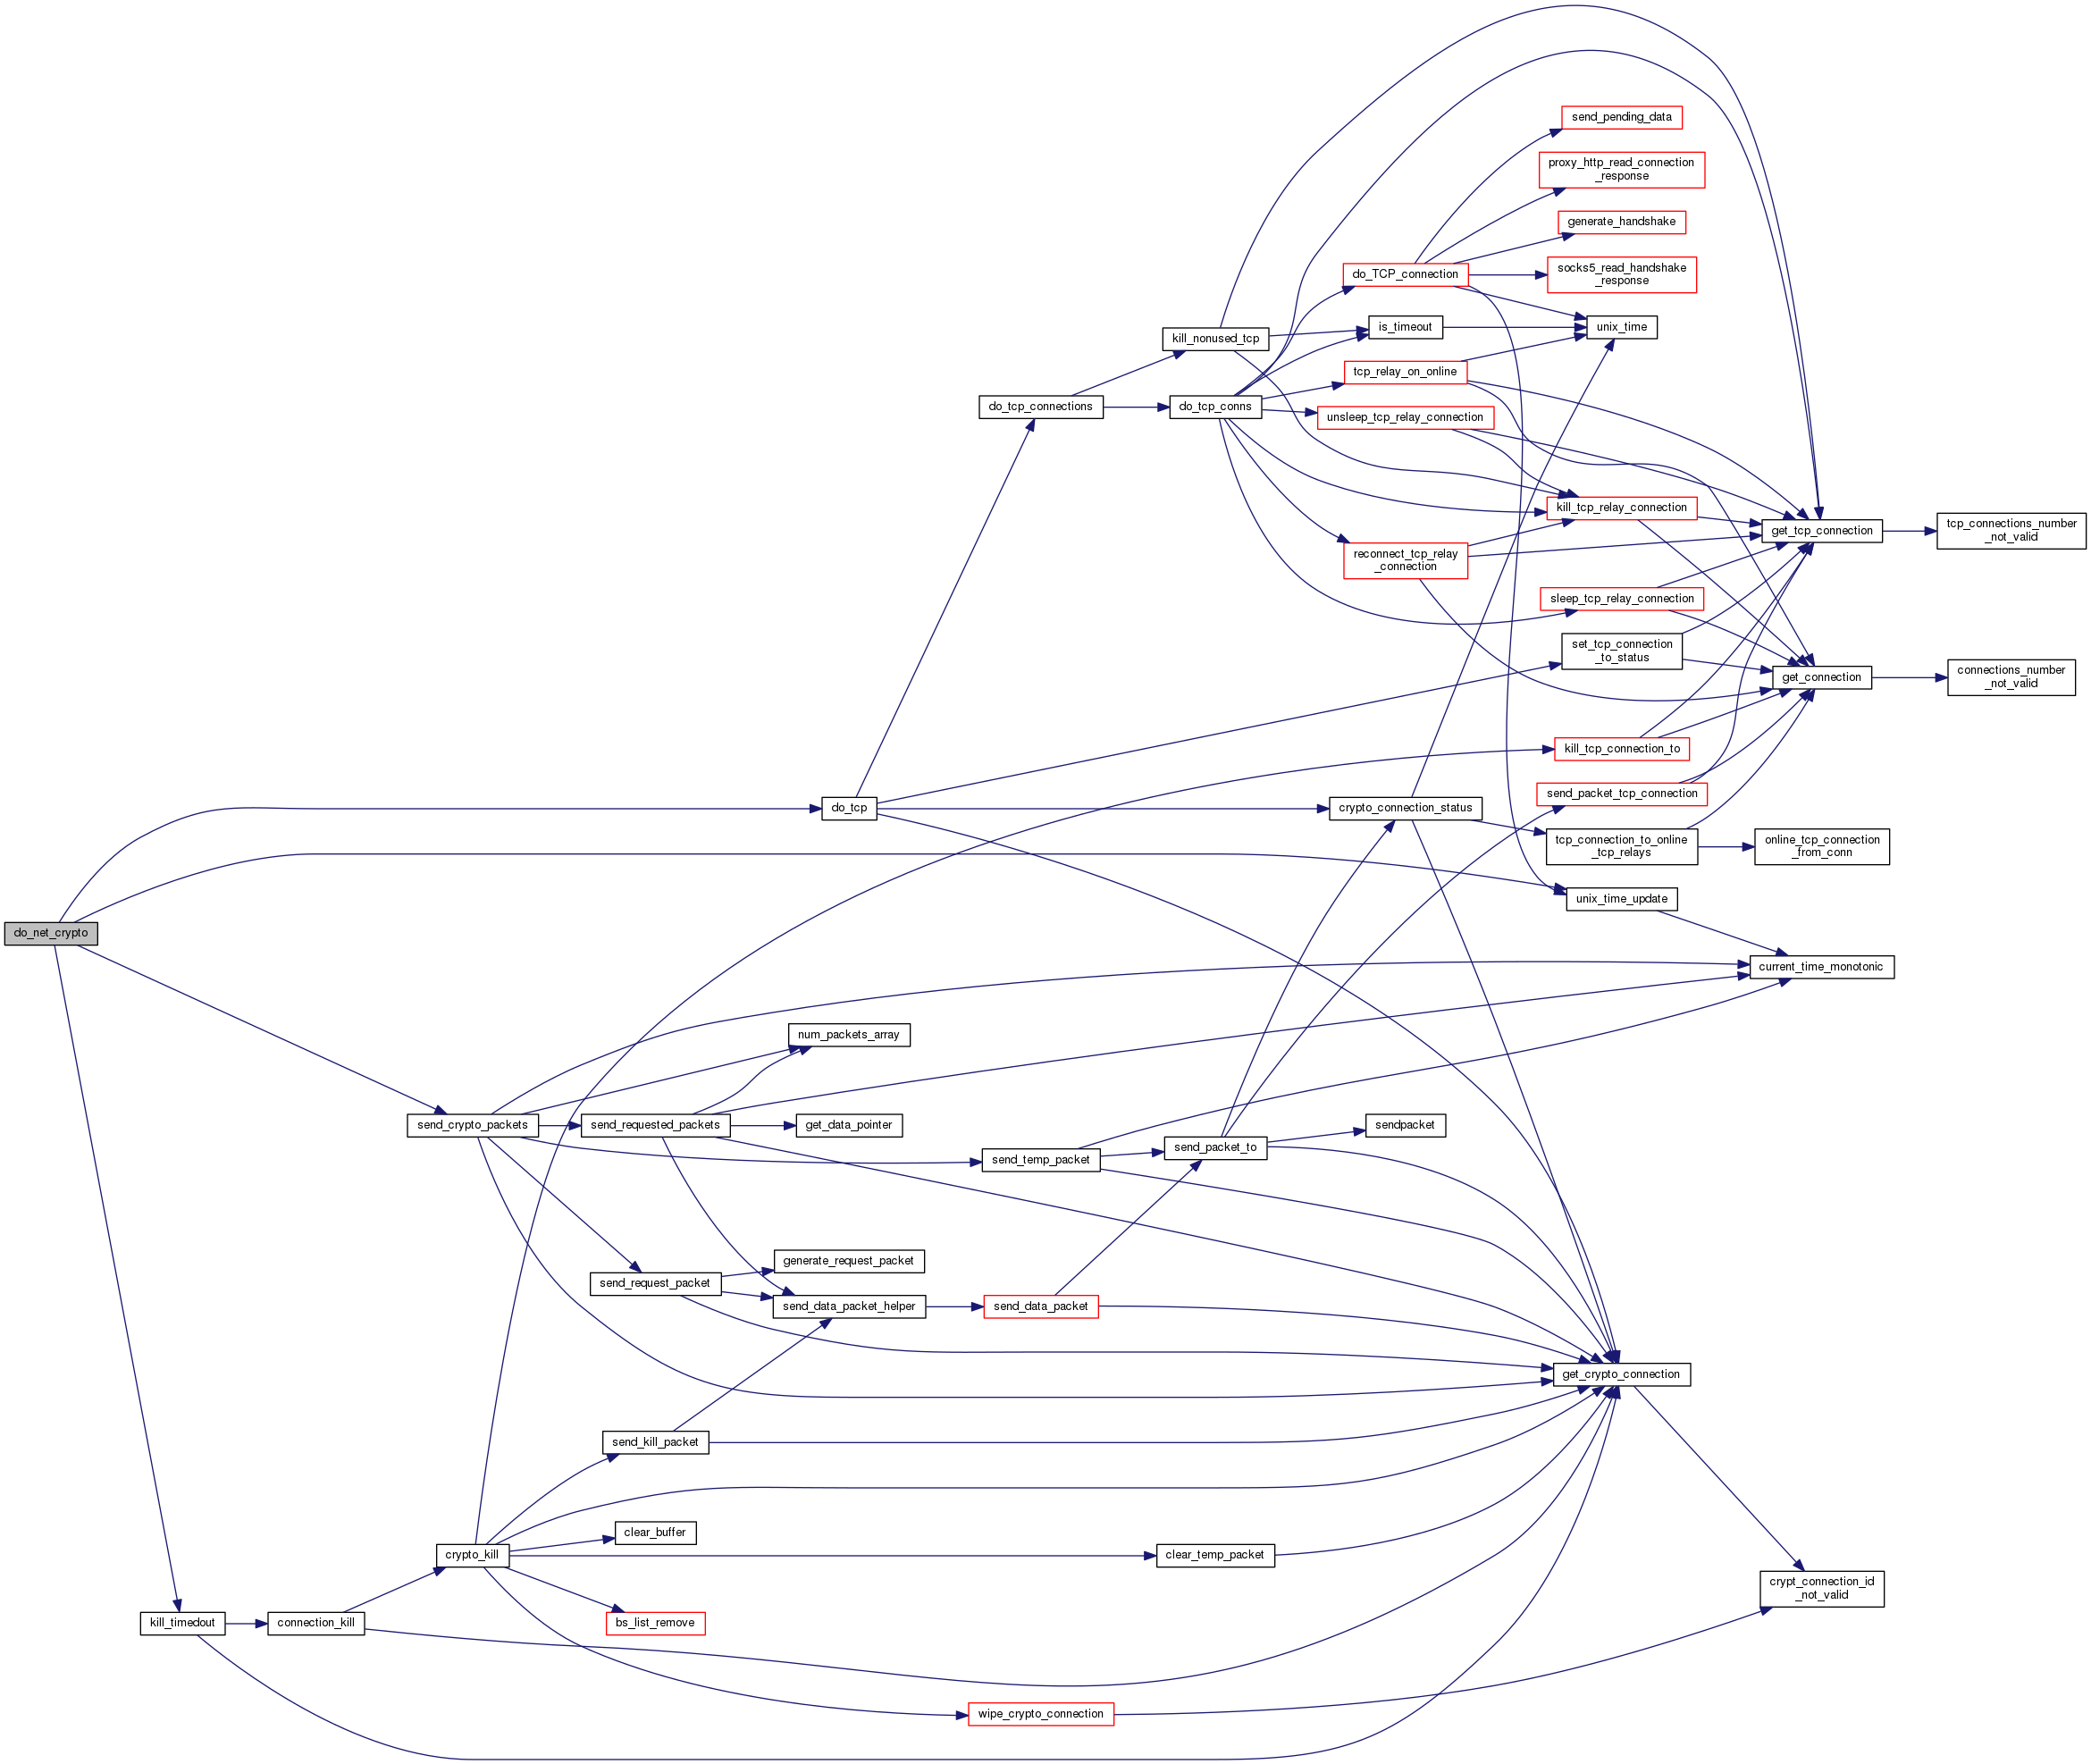 send_pending_data
proxy_http_read_connection
_response
generate_handshake
do_TCP_connection
socks5_read_handshake
_response
kill_nonused_tcp
is_timeout
unix_time
tcp_relay_on_online
do_tcp_connections
do_tcp_conns
unsleep_tcp_relay_connection
kill_tcp_relay_connection
get_tcp_connection
tcp_connections_number
_not_valid
reconnect_tcp_relay
_connection
sleep_tcp_relay_connection
set_tcp_connection
_to_status
get_connection
connections_number
_not_valid
kill_tcp_connection_to
send_packet_tcp_connection
do_tcp
crypto_connection_status
tcp_connection_to_online
_tcp_relays
online_tcp_connection
_from_conn
unix_time_update
do_net_crypto
current_time_monotonic
num_packets_array
send_crypto_packets
send_requested_packets
get_data_pointer
sendpacket
send_packet_to
send_temp_packet
generate_request_packet
send_request_packet
send_data_packet_helper
send_data_packet
get_crypto_connection
send_kill_packet
clear_buffer
crypto_kill
clear_temp_packet
crypt_connection_id
_not_valid
kill_timedout
connection_kill
bs_list_remove
wipe_crypto_connection